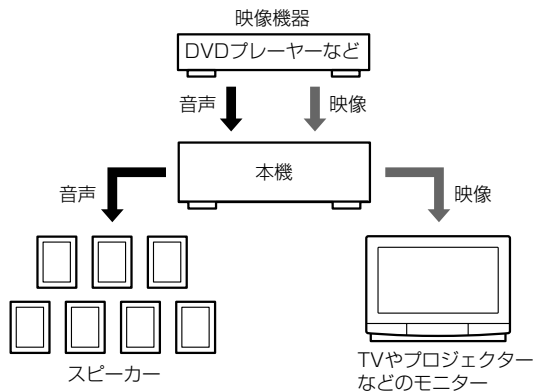 映像機器
DVDプレーヤーなど
音声
映像
本機
音声
映像
スピーカー
TVやプロジェクター
などのモニター